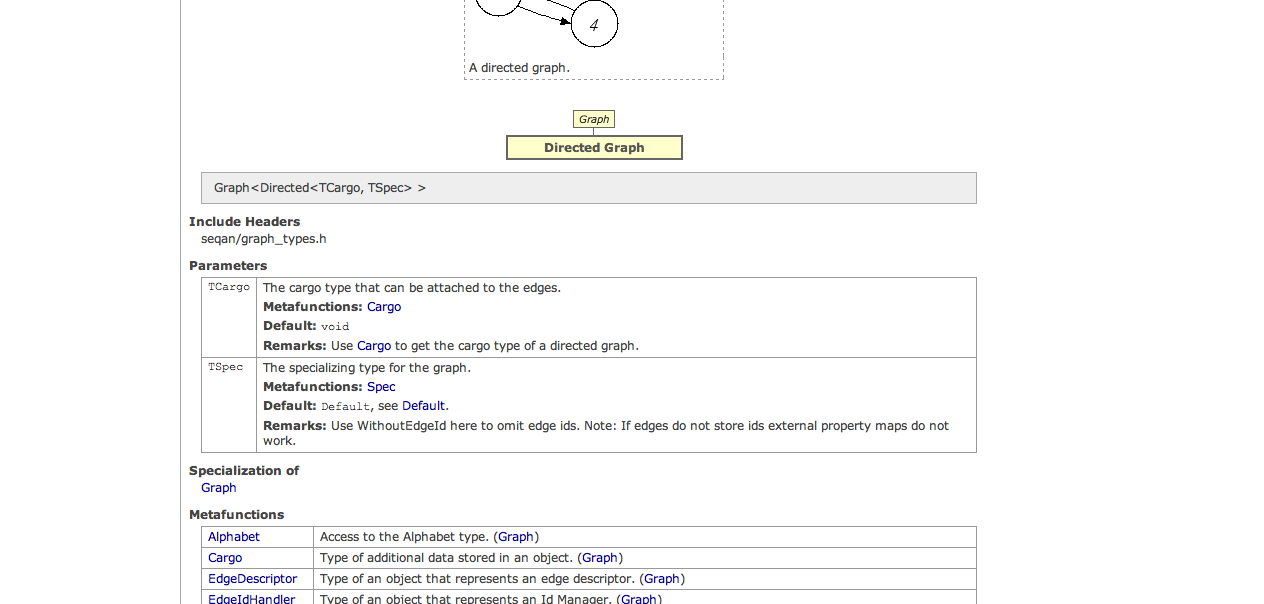 4
A directed graph.
Graph
Directed Graph
Graph<Directed<TCargo, TSpec> >
Include Headers
seqan/graph_types.h
Parameters
TCargo The cargo type that can be attached to the edges.
Metafunctions: Cargo
Default: void
Remarks: Use Cargo to get the cargo type of a directed graph.
TSpec The specializing type for the graph.
Metafunctions: Spec
Default: Default, see Default.
Remarks: Use WithoutEdgeId here to omit edge ids. Note: If edges do not store ids external property maps do not
work.
Specialization of
Graph
Metafunctions
Alphabet Access to the Alphabet type. (Graph)
Cargo Type of additional data stored in an object. (Graph)
EdgeDescriptor Type of an object that represents an edge descriptor. (Graph)
EdgeIdHandler Type of an object that represents an Id Manager. (Graph)